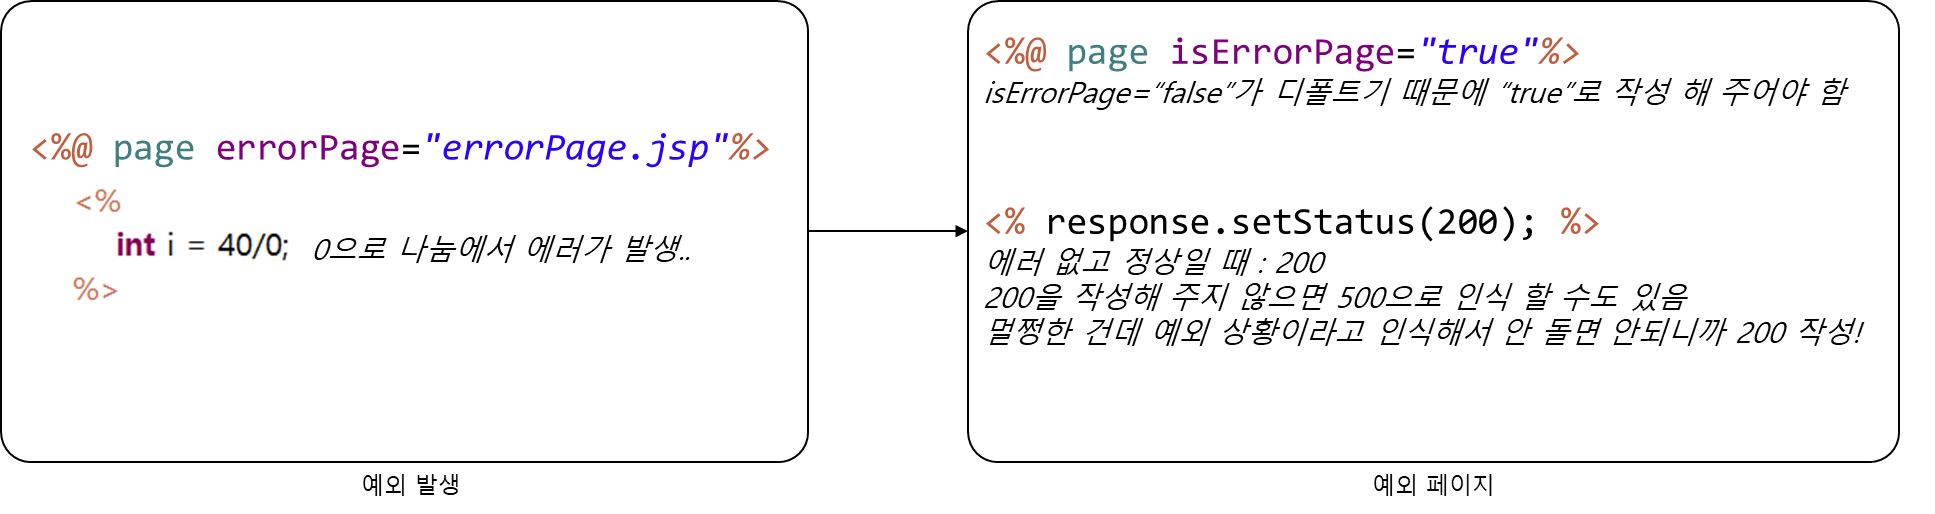 <%@ page errorPage="errorPage.jsp"%>
<%
int i = 40/0; 0으로 나눔에서 에러가 발생..
%>
예외 발생
<%@ page isErrorPage="true"%>
isErrorPage=“false”가 디폴트기 때문에 “true”로 작성 해 주어야 함
<% response.setStatus(200); %>
에러 없고 정상일 때 : 200
200을 작성해 주지 않으면 500으로 인식 할 수도 있음
멀쩡한 건데 예외 상황이라고 인식해서 안 돌면 안되니까 200 작성!
예외 페이지